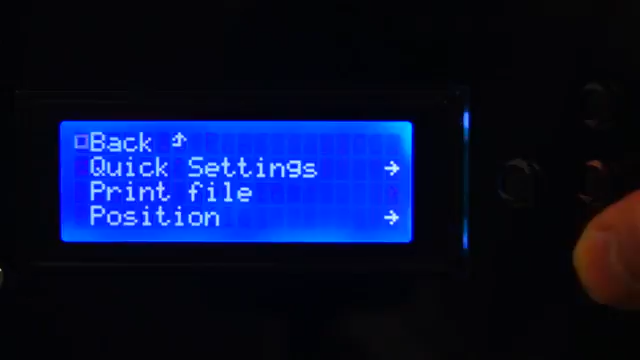 Back
Quick Settings →
Print file
Position →